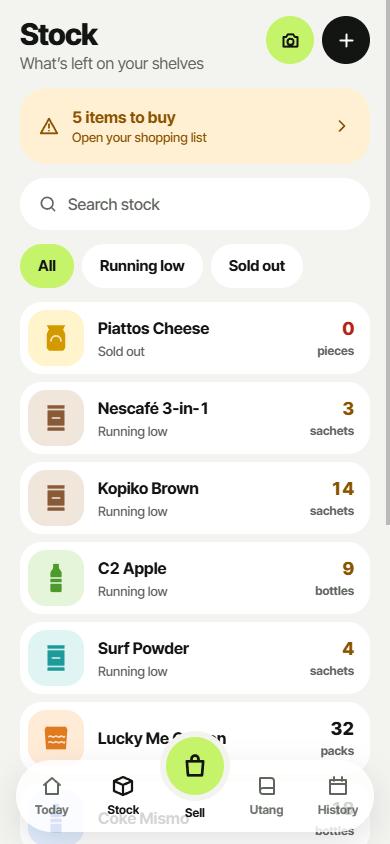 Stock
What's left on your shelves
5 items to buy
Open your shopping list
Search stock
All
Running low
Sold out
Piattos Cheese
0
Sold out
pieces
Nescafé 3-in-1
3
Running low
sachets
Kopiko Brown
14
Running low
sachets
C2 Apple
9
Running low
bottles
Surf Powder
4
Running low
sachets
Lucky Me
32
packs
Today
Stock
Sell
Utang
History
Coke Mismo
bottles